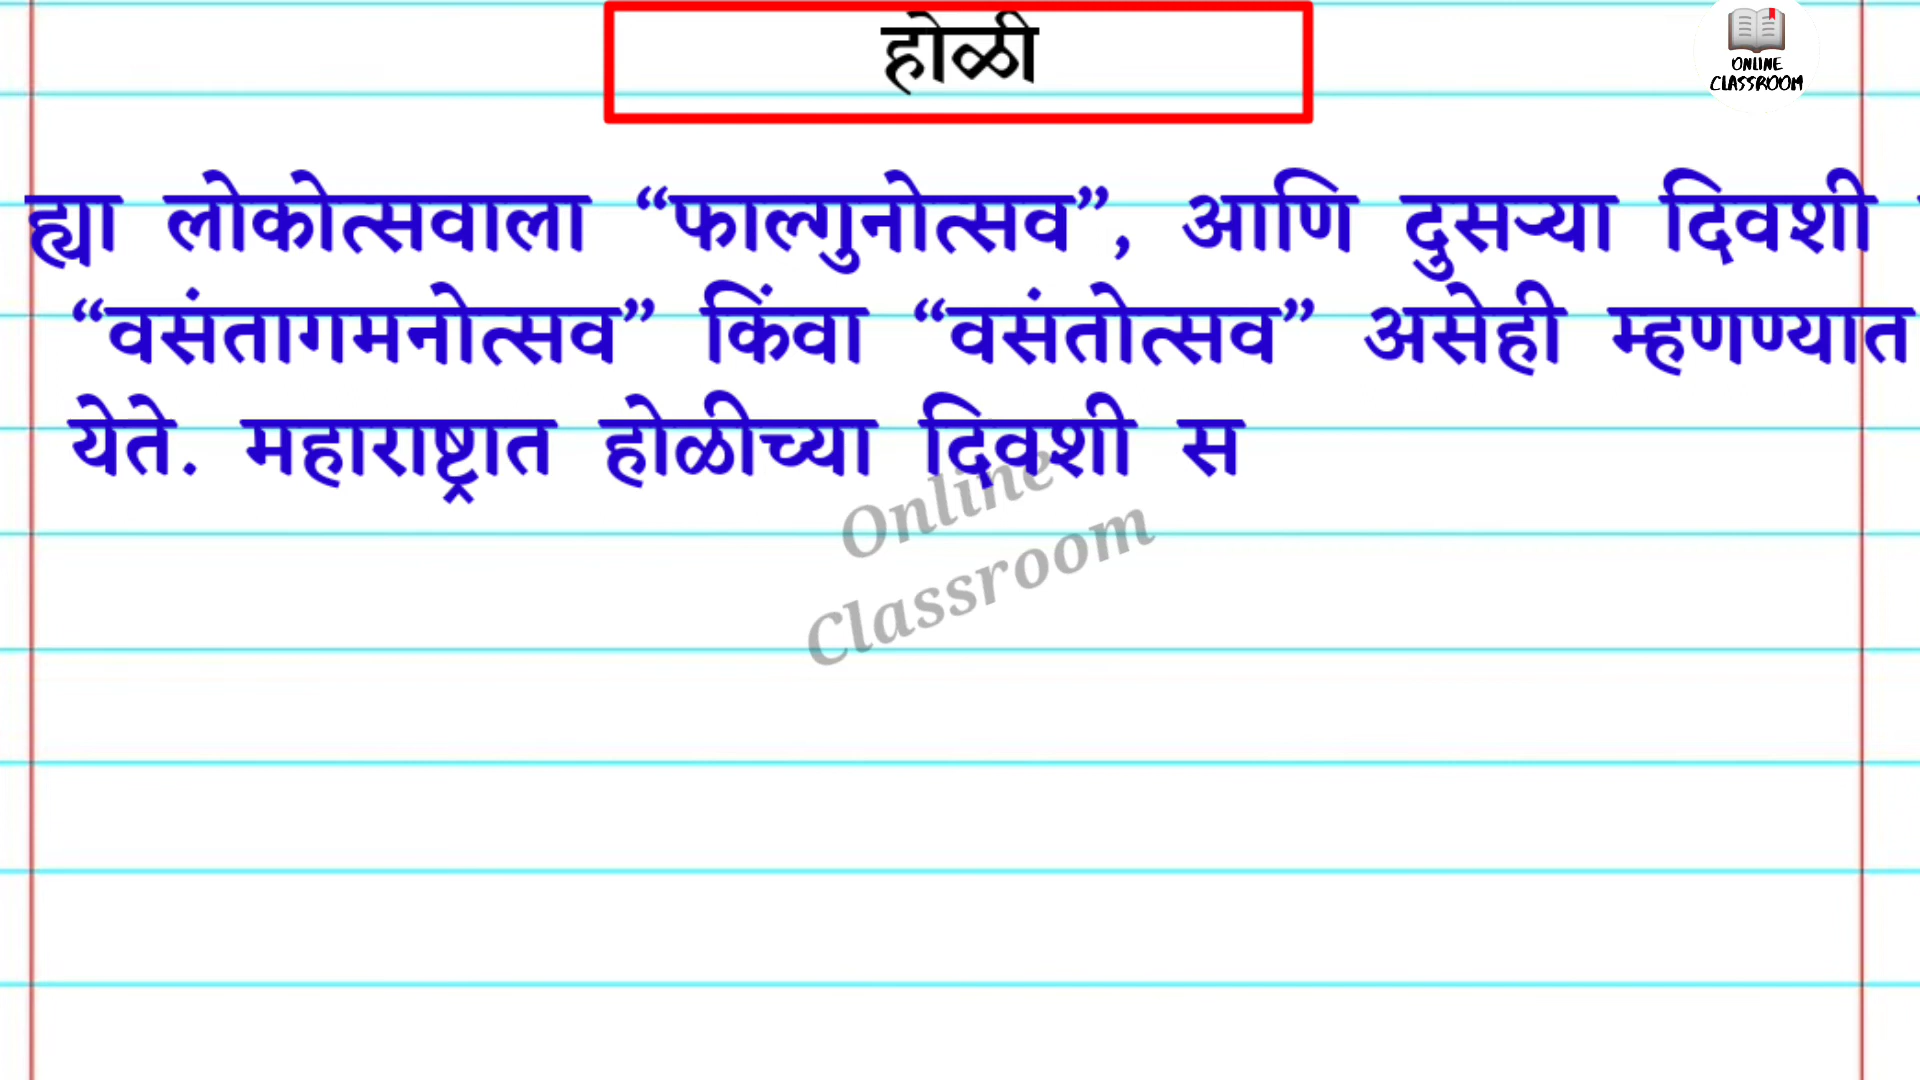 होळी
ONLINE
CLASSROOM
ह्या लोकोत्सवाला “फाल्गुनोत्सव”, आणि दुसऱ्या दिवशी
“वसंतागमनोत्सव” किंवा “वसंतोत्सव” असेही म्हणण्यात
येते. महाराष्ट्रात होळीच्या दिवशी स
Online
Classroom